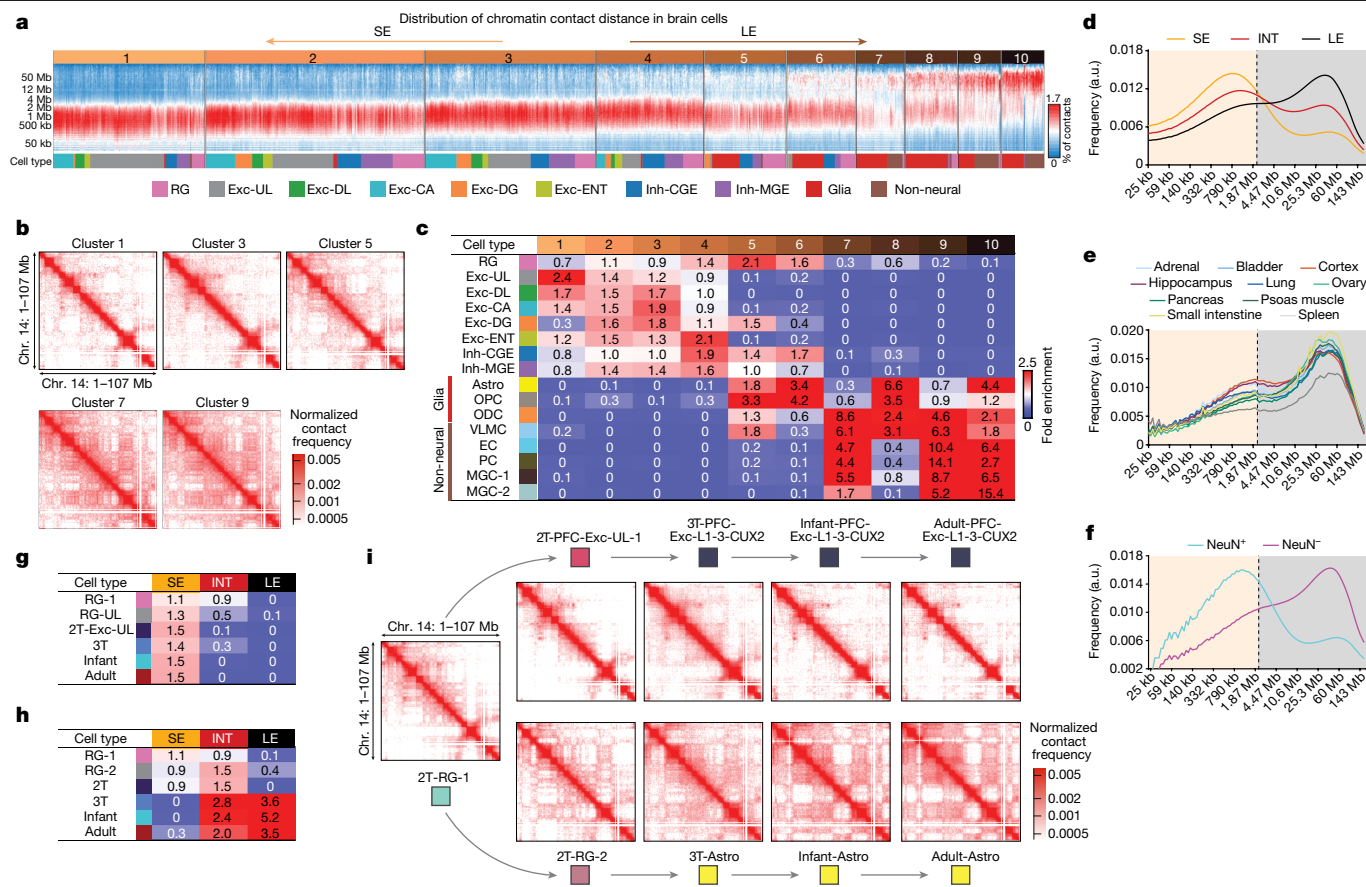 a
Distribution of chromatin contact distance in brain cells
SE LE
1 2 3 4 5 6 7 8 9 10
50 Mb
12 Mb
4 Mb
2 Mb
1 Mb
500 kb
50 kb
Cell type
1.7
0
% of contacts
RG Exc-UL Exc-DL Exc-CA Exc-DG Exc-ENT Inh-CGE Inh-MGE Glia Non-neural
b
Cluster 1 Cluster 3 Cluster 5
Chr. 14: 1–107 Mb
Chr. 14: 1–107 Mb
Cluster 7 Cluster 9
Normalized
contact
frequency
0.005
0.002
0.001
0.0005
c
Cell type 1 2 3 4 5 6 7 8 9 10
RG 0.7 1.1 0.9 1.4 2.1 1.6 0.3 0.6 0.2 0.1
Exc-UL 2.4 1.4 1.2 0.9 0.1 0.2 0 0 0 0
Exc-DL 1.7 1.5 1.7 1.0 0 0 0 0 0 0
Exc-CA 1.4 1.5 1.9 0.9 0.1 0 0 0 0 0
Exc-DG 0.3 1.6 1.8 1.1 1.5 0.4 0 0 0 0
Exc-ENT 1.2 1.5 1.3 2.1 0.1 0.2 0 0 0 0
Inh-CGE 0.8 1.0 1.0 1.9 1.4 1.7 0.1 0.3 0 0
Inh-MGE 0.8 1.4 1.4 1.6 1.0 0.7 0 0.1 0 0
Astro 0 0.1 0 0.1 1.8 3.4 0.3 6.6 0.7 4.4
OPC 0.1 0.3 0.1 0.3 3.3 4.2 0.6 3.5 0.9 1.2
ODC 0 0 0 0 1.3 0.6 8.6 2.4 4.6 2.1
VLMC 0.2 0 0 0 1.8 0.3 6.1 3.1 6.3 1.8
EC 0 0 0 0 0.2 0.1 4.7 0.4 10.4 6.4
PC 0 0 0 0 0.2 0.1 4.4 0.4 14.1 2.7
MGC-1 0.1 0 0 0 0.1 0.1 5.5 0.8 8.7 6.5
MGC-2 0 0 0 0 0 0 1.7 0.1 5.2 15.4
Glia
Non-neural
2.5
0
Fold enrichment
d
SE INT LE
Frequency (a.u.)
0.018
0.012
0.006
0
25 kb 59 kb 140 kb 332 kb 790 kb 1.87 Mb 4.47 Mb 10.6 Mb 25.3 Mb 60 Mb 143 Mb
e
Adrenal Bladder Cortex
Hippocampus Lung Ovary
Pancreas Psoas muscle
Small intenstine Spleen
Frequency (a.u.)
0.020
0.015
0.010
0.005
0
25 kb 59 kb 140 kb 332 kb 790 kb 1.87 Mb 4.47 Mb 10.6 Mb 25.3 Mb 60 Mb 143 Mb
f
NeuN+ NeuN−
Frequency (a.u.)
0.018
0.014
0.010
0.006
0.002
25 kb 59 kb 140 kb 332 kb 790 kb 1.87 Mb 4.47 Mb 10.6 Mb 25.3 Mb 60 Mb 143 Mb
g
Cell type SE INT LE
RG-1 1.1 0.9 0
RG-UL 1.3 0.5 0.1
2T-Exc-UL 1.5 0.1 0
3T 1.4 0.3 0
Infant 1.5 0 0
Adult 1.5 0 0
h
Cell type SE INT LE
RG-1 1.1 0.9 0.1
RG-2 0.9 1.5 0.4
2T 0.9 1.5 0
3T 0 2.8 3.6
Infant 0 2.4 5.2
Adult 0.3 2.0 3.5
i
2T-PFC-Exc-UL-1
3T-PFC-
Exc-L1-3-CUX2
Infant-PFC-
Exc-L1-3-CUX2
Adult-PFC-
Exc-L1-3-CUX2
Chr. 14: 1–107 Mb
Chr. 14: 1–107 Mb
2T-RG-1
2T-RG-2 3T-Astro Infant-Astro Adult-Astro
Normalized
contact
frequency
0.005
0.002
0.001
0.0005